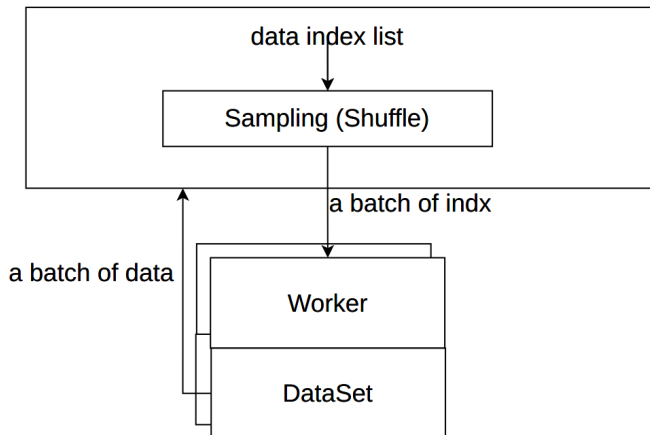 data index list
Sampling (Shuffle)
a batch of indx
a batch of data
Worker
DataSet